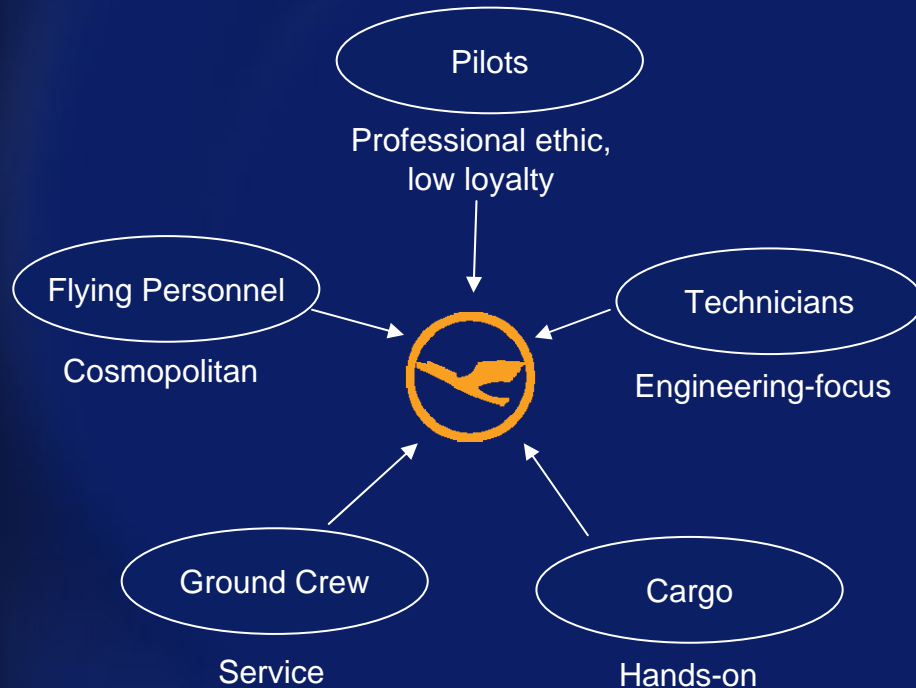 Pilots
Professional ethic,
low loyalty
Flying Personnel
Cosmopolitan
Technicians
Engineering-focus
Ground Crew
Service
Cargo
Hands-on